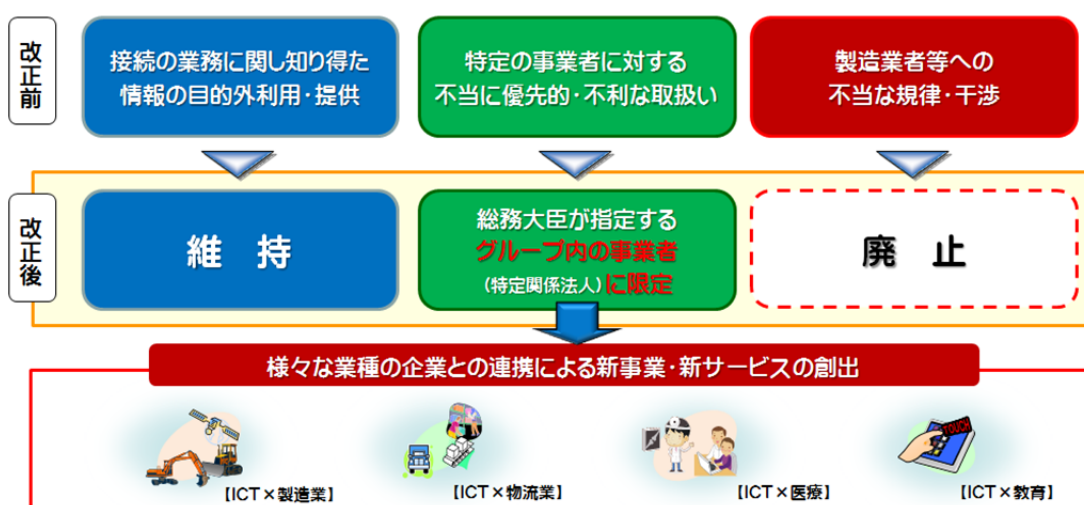 改正前
接続の業務に関し知り得た
情報の目的外利用・提供
特定の事業者に対する
不当に優先的・不利な取扱い
製造業者等への
不当な規律・干渉
改正後
維 持
総務大臣が指定する
グループ内の事業者
(特定関係法人)に限定
廃 止
様々な業種の企業との連携による新事業・新サービスの創出
TOUCH
【ICT×製造業】
【ICT×物流業】
【ICT×医療】
【ICT×教育】